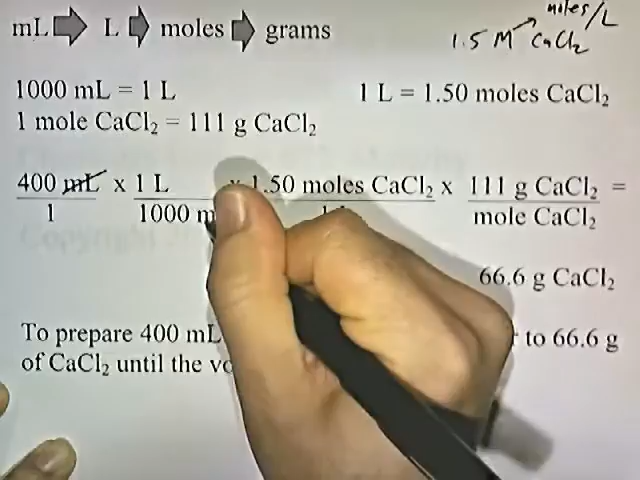 mL L moles grams
moles/L
1.5 M CaCl₂
1000 mL = 1 L 1 L = 1.50 moles CaCl₂
1 mole CaCl₂ = 111 g CaCl₂
400 mL x 1 L x 1.50 moles CaCl₂ x 111 g CaCl₂ =
1 1000 m mole CaCl₂
66.6 g CaCl₂
To prepare 400 mL to 66.6 g
of CaCl₂ until the